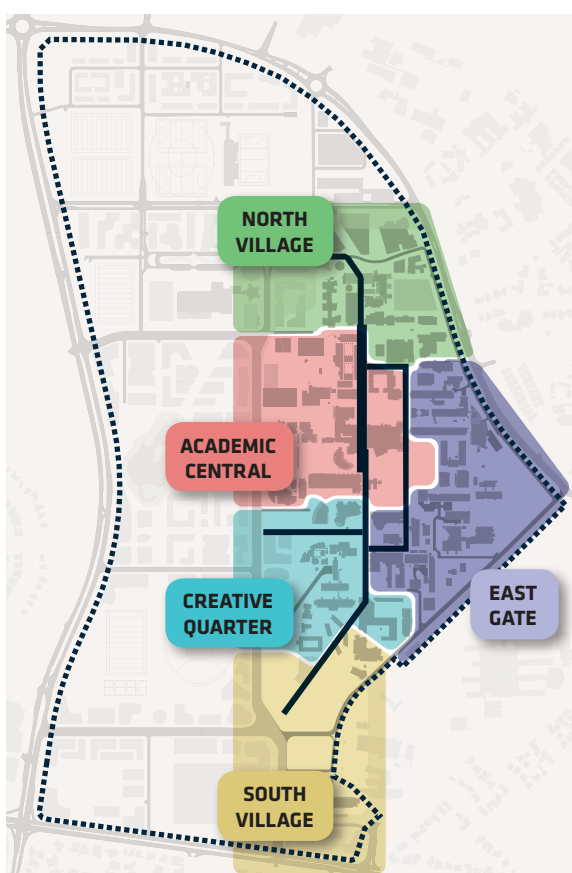 NORTH
VILLAGE
ACADEMIC
CENTRAL
CREATIVE
QUARTER
EAST
GATE
SOUTH
VILLAGE